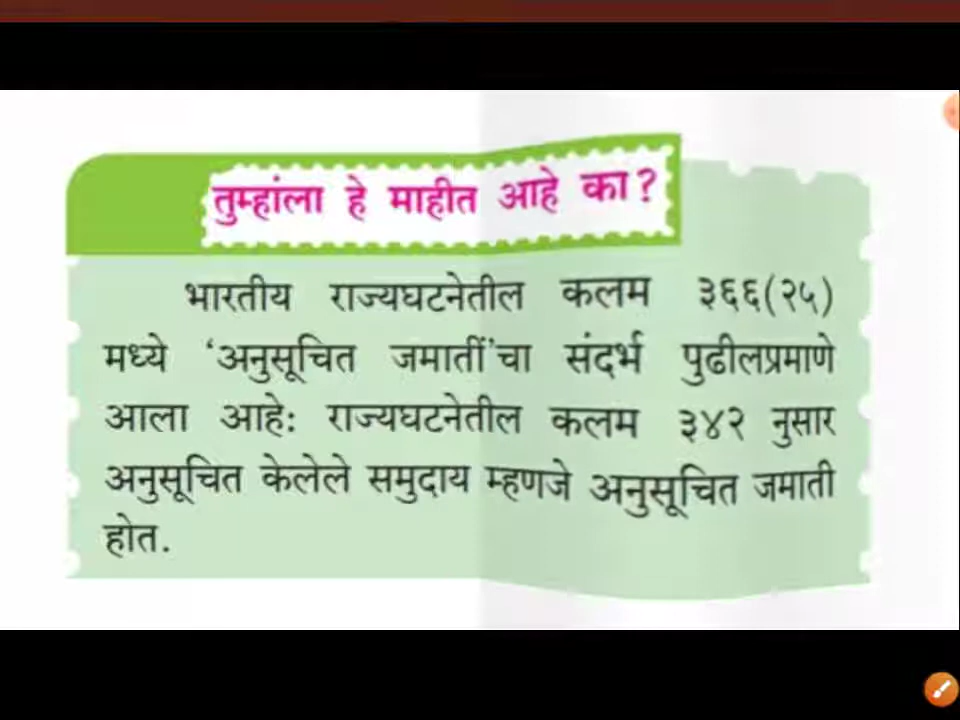 तुम्हांला हे माहीत आहे का?
भारतीय राज्यघटनेतील कलम ३६६(२५)
मध्ये ‘अनुसूचित जमातीं’चा संदर्भ पुढीलप्रमाणे
आला आहे: राज्यघटनेतील कलम ३४२ नुसार
अनुसूचित केलेले समुदाय म्हणजे अनुसूचित जमाती
होत.